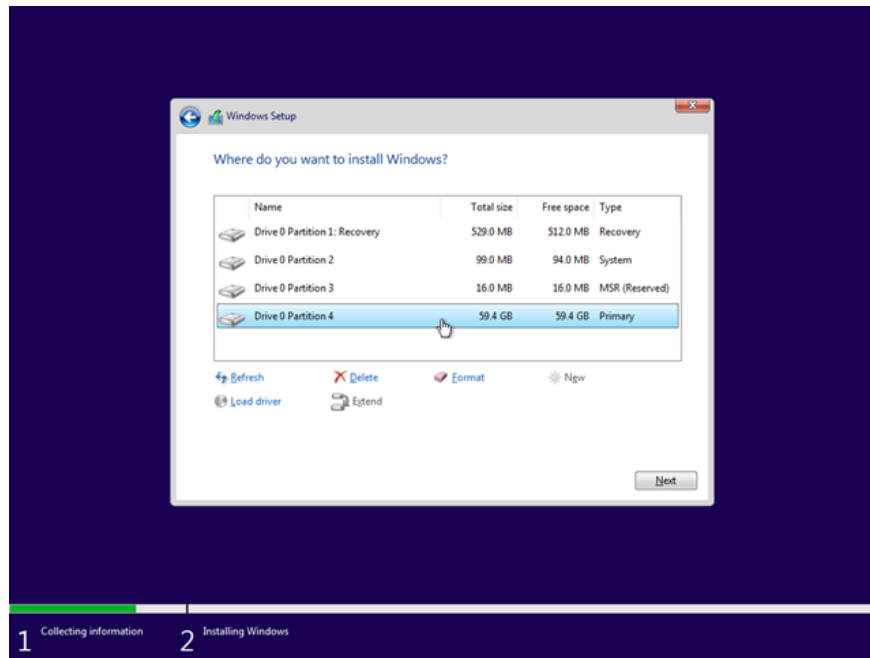 Windows Setup
Where do you want to install Windows?
Name Total size Free space Type
Drive 0 Partition 1: Recovery 529.0 MB 512.0 MB Recovery
Drive 0 Partition 2 99.0 MB 94.0 MB System
Drive 0 Partition 3 16.0 MB 16.0 MB MSR (Reserved)
Drive 0 Partition 4 59.4 GB 59.4 GB Primary
Refresh Delete Format New
Load driver Extend
Next
1 Collecting information 2 Installing Windows